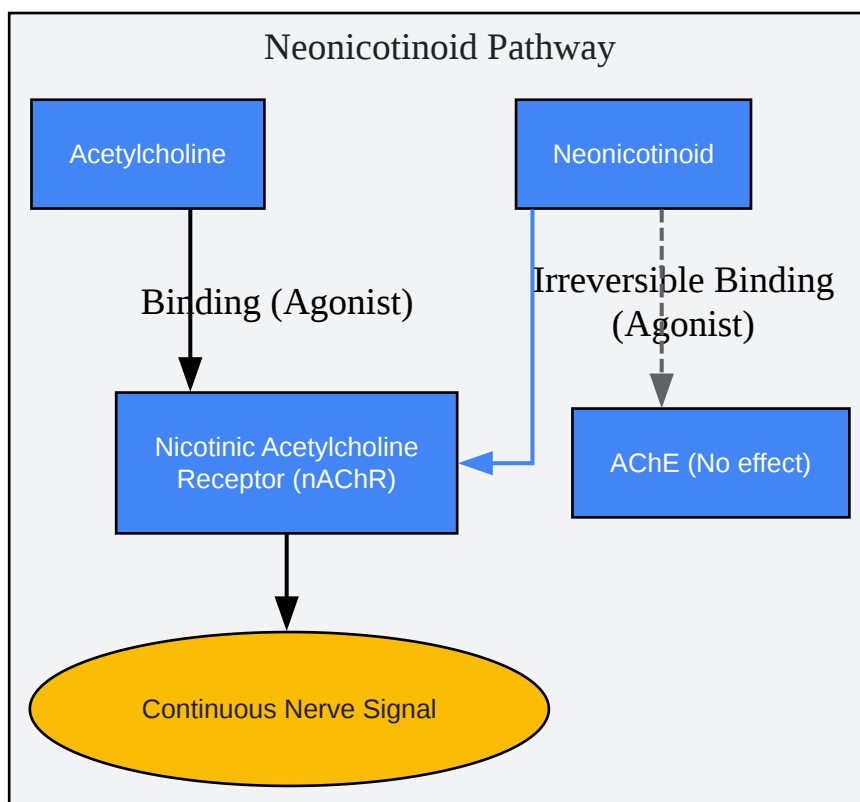 Neonicotinoid Pathway
Acetylcholine
Neonicotinoid
Binding (Agonist)
Irreversible Binding
(Agonist)
Nicotinic Acetylcholine
Receptor (nAChR)
AChE (No effect)
Continuous Nerve Signal